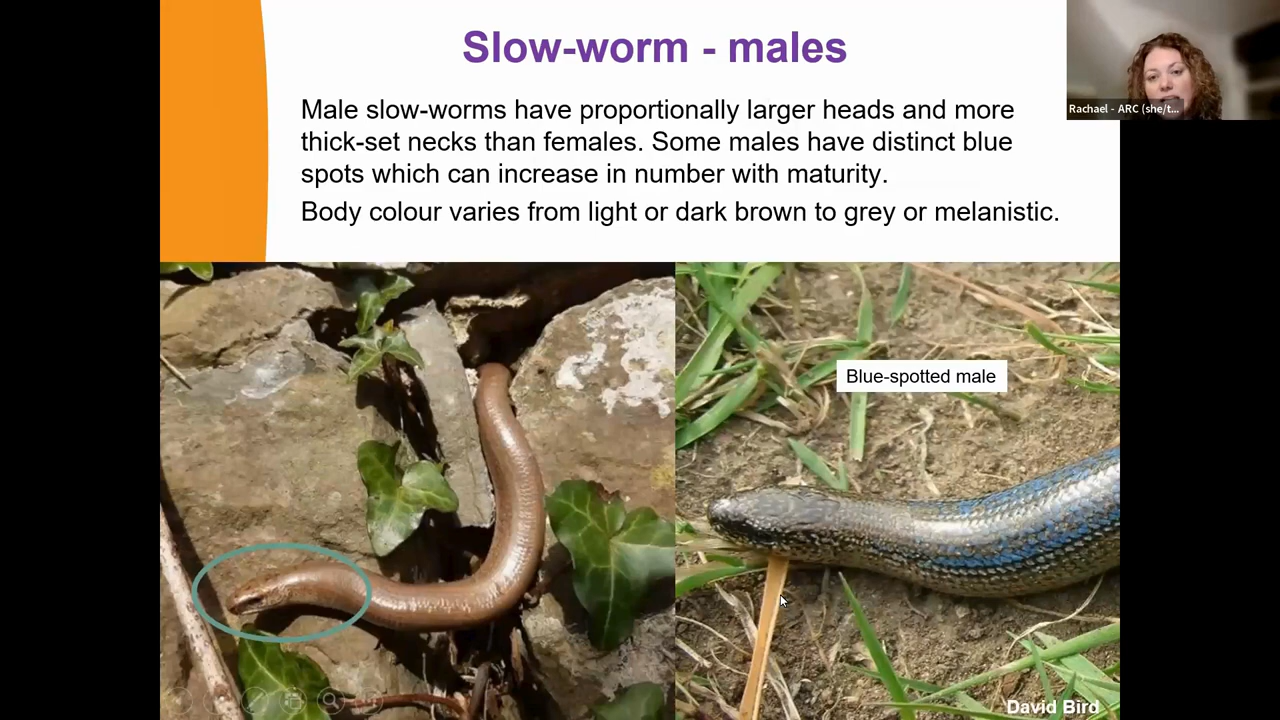 Slow-worm - males
Rachael - ARC (she/t...
Male slow-worms have proportionally larger heads and more
thick-set necks than females. Some males have distinct blue
spots which can increase in number with maturity.
Body colour varies from light or dark brown to grey or melanistic.
Blue-spotted male
David Bird